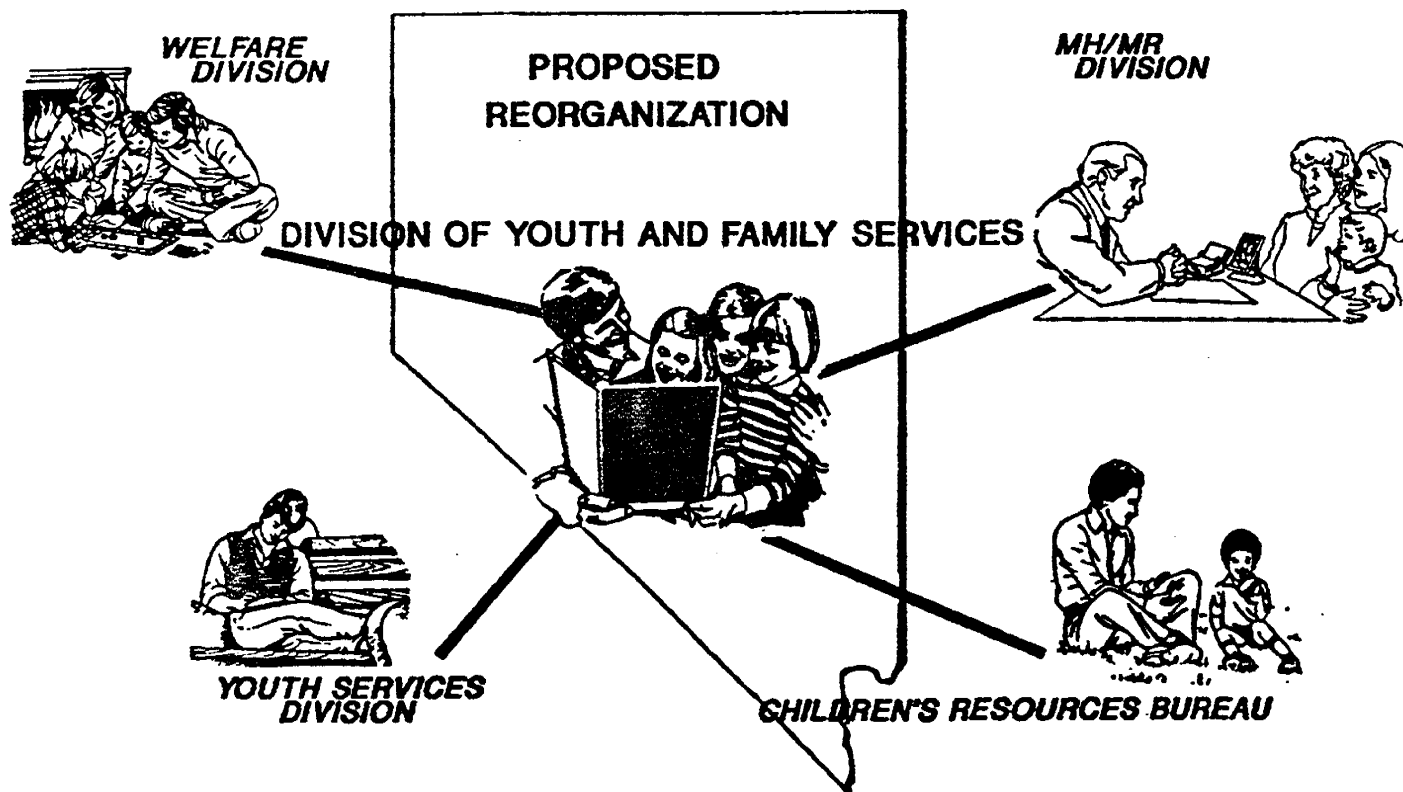 WELFARE
DIVISION
PROPOSED
REORGANIZATION
MH/MR
DIVISION
DIVISION OF YOUTH AND FAMILY SERVICES
YOUTH SERVICES
DIVISION
CHILDREN'S RESOURCES BUREAU